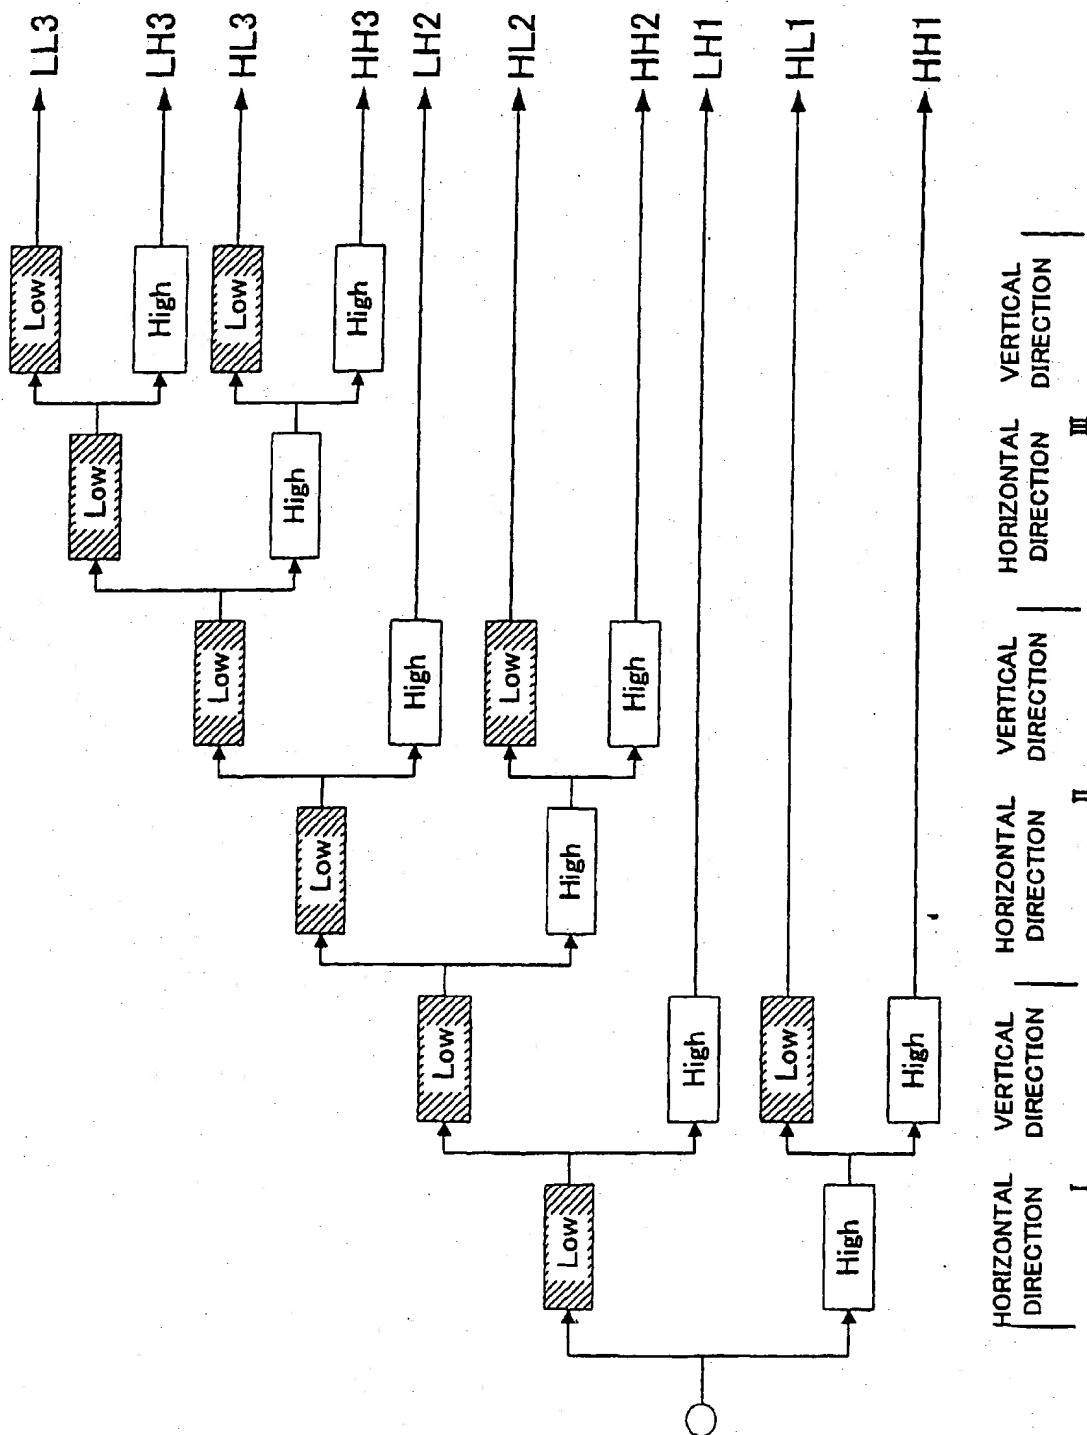 LL3
LH3
HL3
HH3
LH2
HL2
HH2
LH1
HL1
HH1
Low
High
Low
High
Low
High
Low
High
Low
High
Low
High
Low
High
Low
High
Low
High
HORIZONTAL
DIRECTION
VERTICAL
DIRECTION
I
HORIZONTAL
DIRECTION
VERTICAL
DIRECTION
II
HORIZONTAL
DIRECTION
VERTICAL
DIRECTION
III